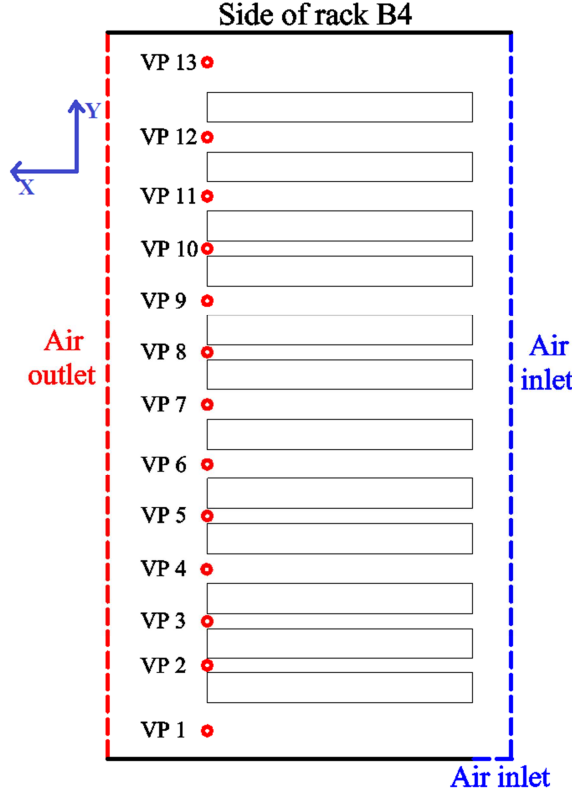 Side of rack B4
VP 13
Y
VP 12
X
VP 11
VP 10
VP 9
Air
outlet
VP 8
Air
inlet
VP 7
VP 6
VP 5
VP 4
VP 3
VP 2
VP 1
Air inlet